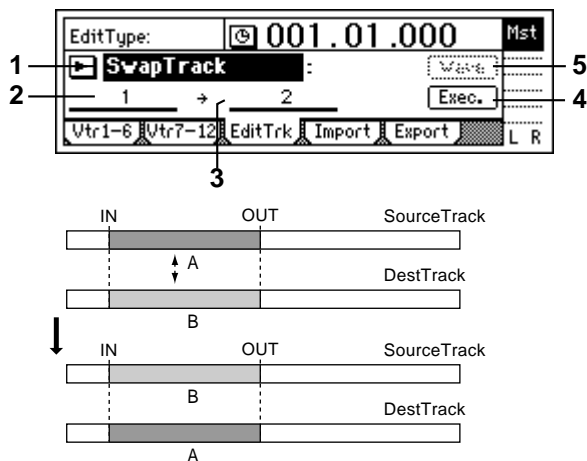 EditType: 001.01.000 Mst
1 SwapTrack : Wave 5
2 1 → 2 Exec. 4
Vtr1-6 Vtr7-12 EditTrk Import Export L R
3
IN OUT SourceTrack
A
DestTrack
B
IN OUT SourceTrack
B
DestTrack
A